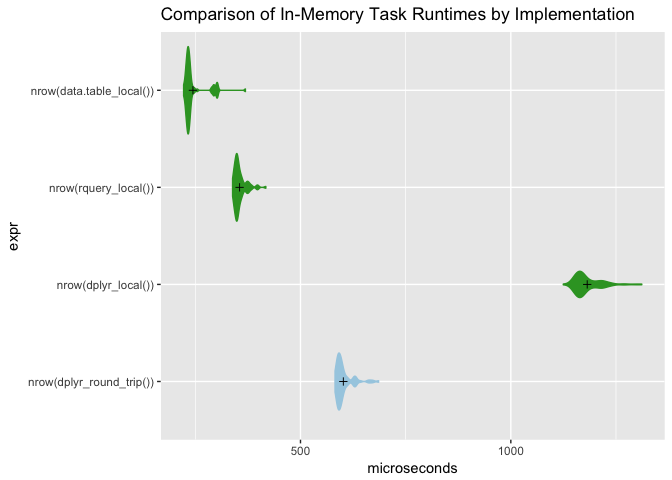 Comparison of In-Memory Task Runtimes by Implementation
nrow(data.table_local())
nrow(rquery_local())
nrow(dplyr_local())
nrow(dplyr_round_trip())
expr
500
1000
microseconds